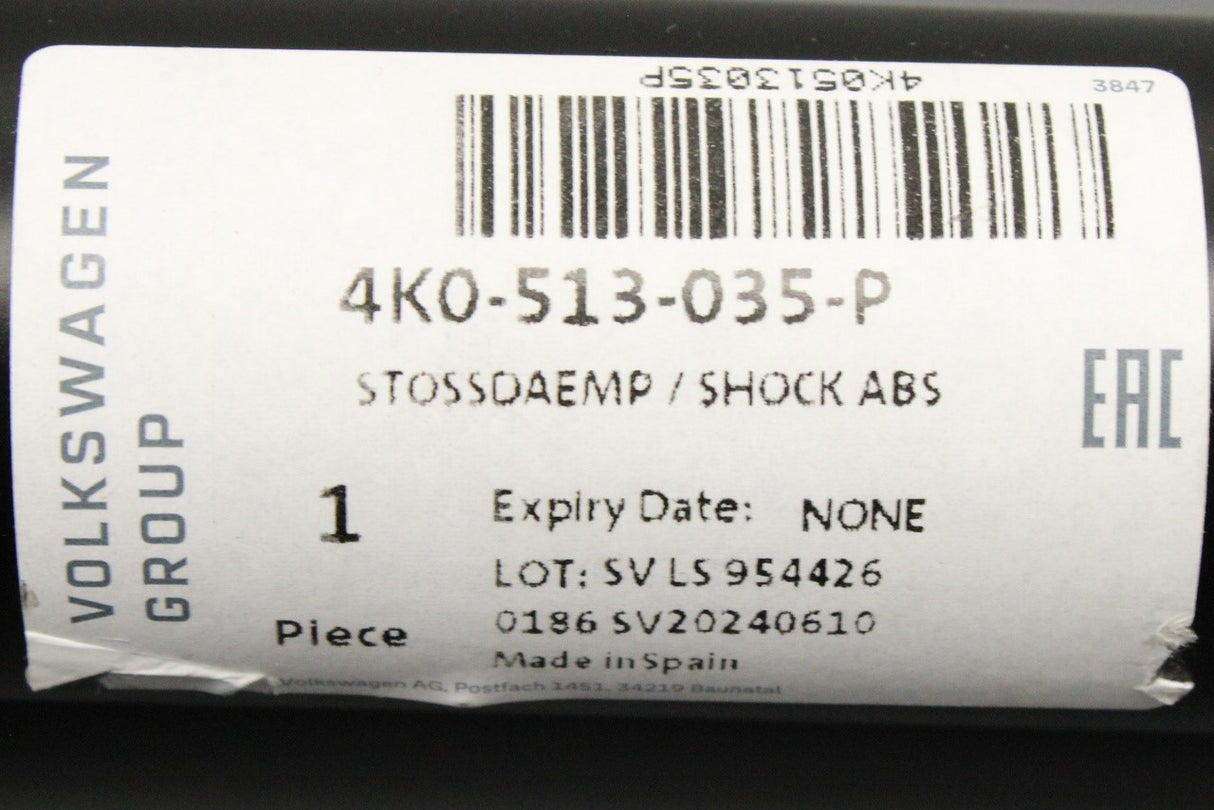 4K0513035P
3847
4K0-513-035-P
STOSSDAEMP / SHOCK ABS
EAC
VOLKSWAGEN
GROUP
1
Piece
Expiry Date: NONE
LOT: SV LS 954426
0186 SV20240610
Made in Spain
Volkswagen AG, Postfach 1451, 34219 Baunatal